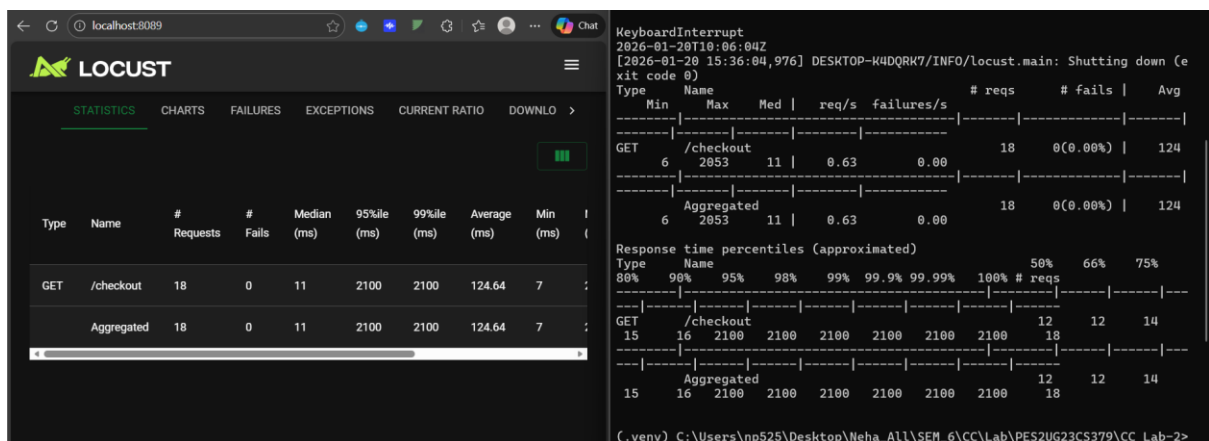 localhost:8089
Chat
LOCUST
STATISTICS CHARTS FAILURES EXCEPTIONS CURRENT RATIO DOWNLO
Type Name # Requests # Fails Median (ms) 95%ile (ms) 99%ile (ms) Average (ms) Min (ms)
GET /checkout 18 0 11 2100 2100 124.64 7
Aggregated 18 0 11 2100 2100 124.64 7
KeyboardInterrupt
2026-01-20T10:06:04Z
[2026-01-20 15:36:04,976] DESKTOP-K4DQRK7/INFO/locust.main: Shutting down (e
xit code 0)
Type Name # reqs # fails | Avg
Min Max Med | req/s failures/s
--------|------------------------------------|-------|-------------|-------|
-------|-------|-------|--------|-----------
GET /checkout 18 0(0.00%) | 124
6 2053 11 | 0.63 0.00
--------|------------------------------------|-------|-------------|-------|
-------|-------|-------|--------|-----------
Aggregated 18 0(0.00%) | 124
6 2053 11 | 0.63 0.00
Response time percentiles (approximated)
Type Name 50% 66% 75%
80% 90% 95% 98% 99% 99.9% 99.99% 100% # reqs
--------|--------------------------------|--------|------|------|---
---|------|------|------|------|------|------|------
GET /checkout 12 12 14
15 16 2100 2100 2100 2100 2100 2100 18
--------|--------------------------------|--------|------|------|---
---|------|------|------|------|------|------|------
Aggregated 12 12 14
15 16 2100 2100 2100 2100 2100 2100 18
(.venv) C:\Users\np525\Desktop\Neha_All\SEM_6\CC\Lab\PES2UG23CS379\CC_Lab-2>